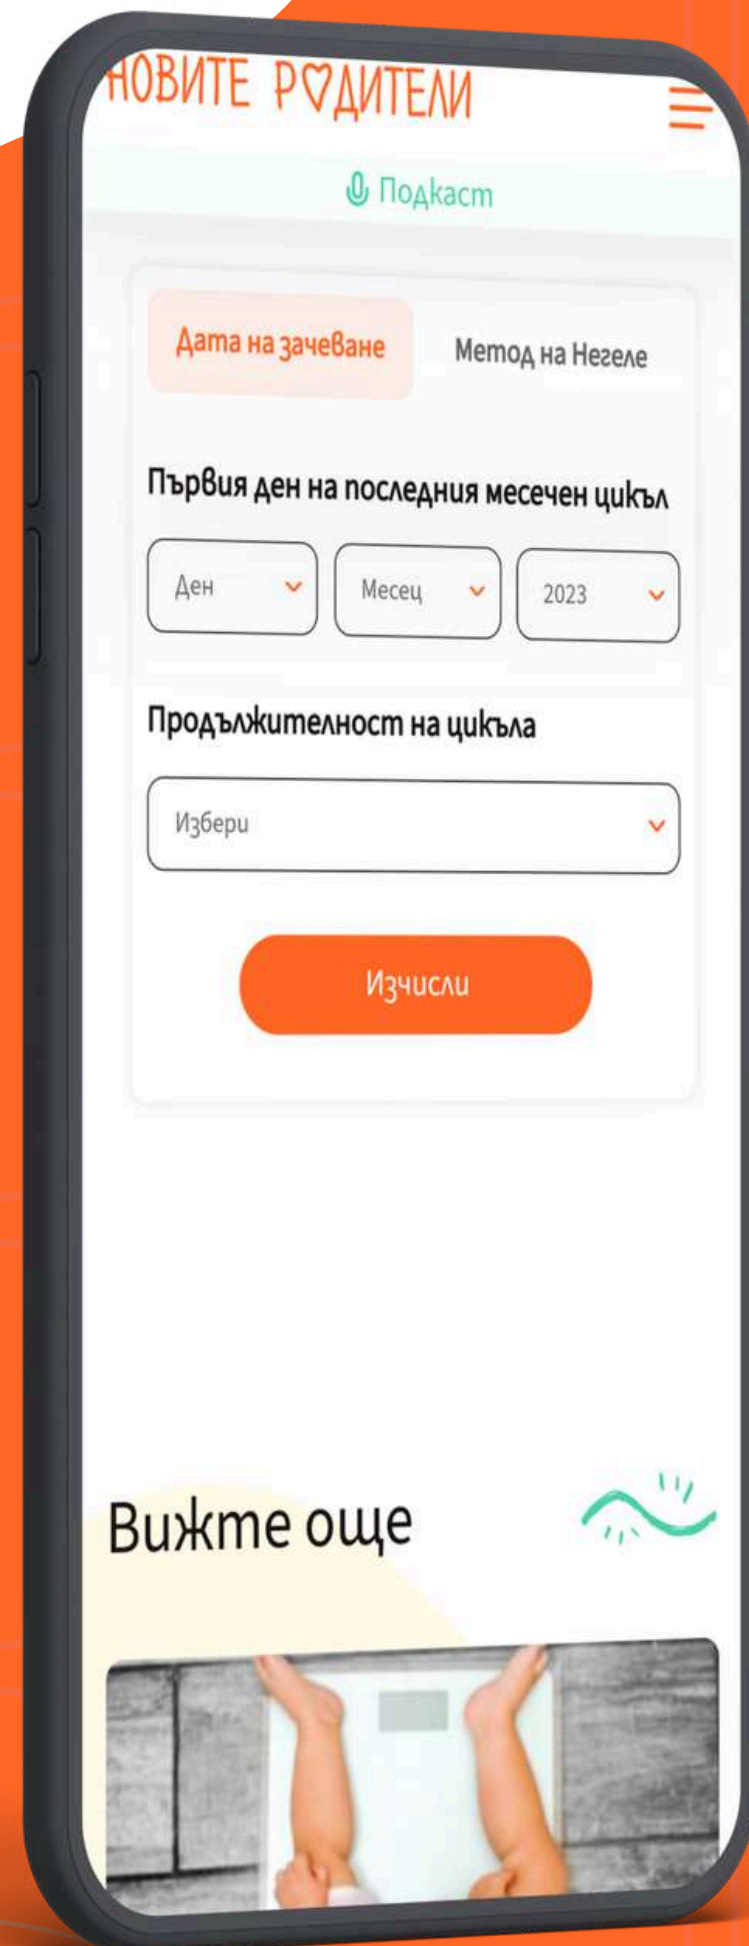 НОВИТЕ РОДИТЕЛИ
Подкаст
Дата на зачеване
Метод на Негеле
Първия ден на последния месечен цикъл
Ден
Месец
2023
Продължителност на цикъла
Избери
Изчисли
Вижте още